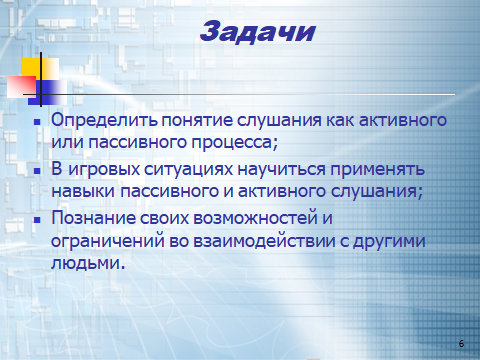 Задачи
Определить понятие слушания как активного
или пассивного процесса;
В игровых ситуациях научиться применять
навыки пассивного и активного слушания;
Познание своих возможностей и
ограничений во взаимодействии с другими
людьми.
6